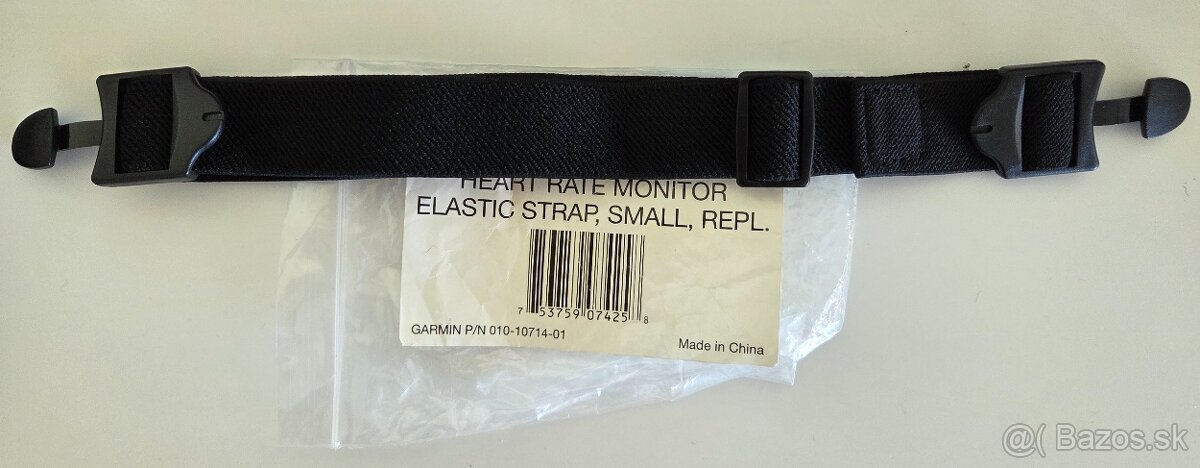 HEART RATE MONITOR
ELASTIC STRAP, SMALL, REPL.
7 53759 07425 8
GARMIN P/N 010-10714-01
Made in China
@( Bazos.sk